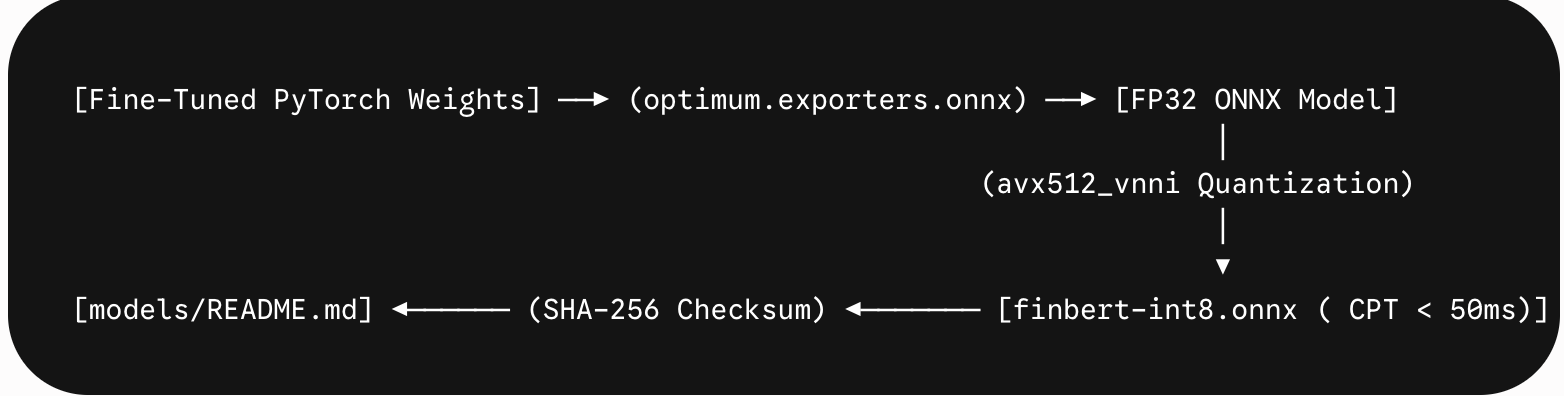 [Fine-Tuned PyTorch Weights] ──► (optimum.exporters.onnx) ──► [FP32 ONNX Model]
│
(avx512_vnni Quantization)
│
▼
[models/README.md] ◄────── (SHA-256 Checksum) ◄──────── [finbert-int8.onnx ( CPT < 50ms)]